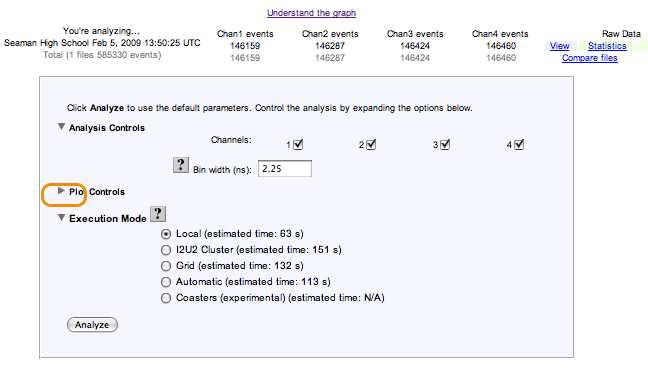 Understand the graph
You're analyzing... Chan1 events Chan2 events Chan3 events Chan4 events Raw Data
Seaman High School Feb 5, 2009 13:50:25 UTC 146159 146287 146424 146460 View Statistics
Total (1 files 585330 events) 146159 146287 146424 146460 Compare files
Click Analyze to use the default parameters. Control the analysis by expanding the options below.
Analysis Controls
Channels: 1 2 3 4
? Bin width (ns): 2.25
Plot Controls
Execution Mode ?
Local (estimated time: 63 s)
I2U2 Cluster (estimated time: 151 s)
Grid (estimated time: 132 s)
Automatic (estimated time: 113 s)
Coasters (experimental) (estimated time: N/A)
Analyze